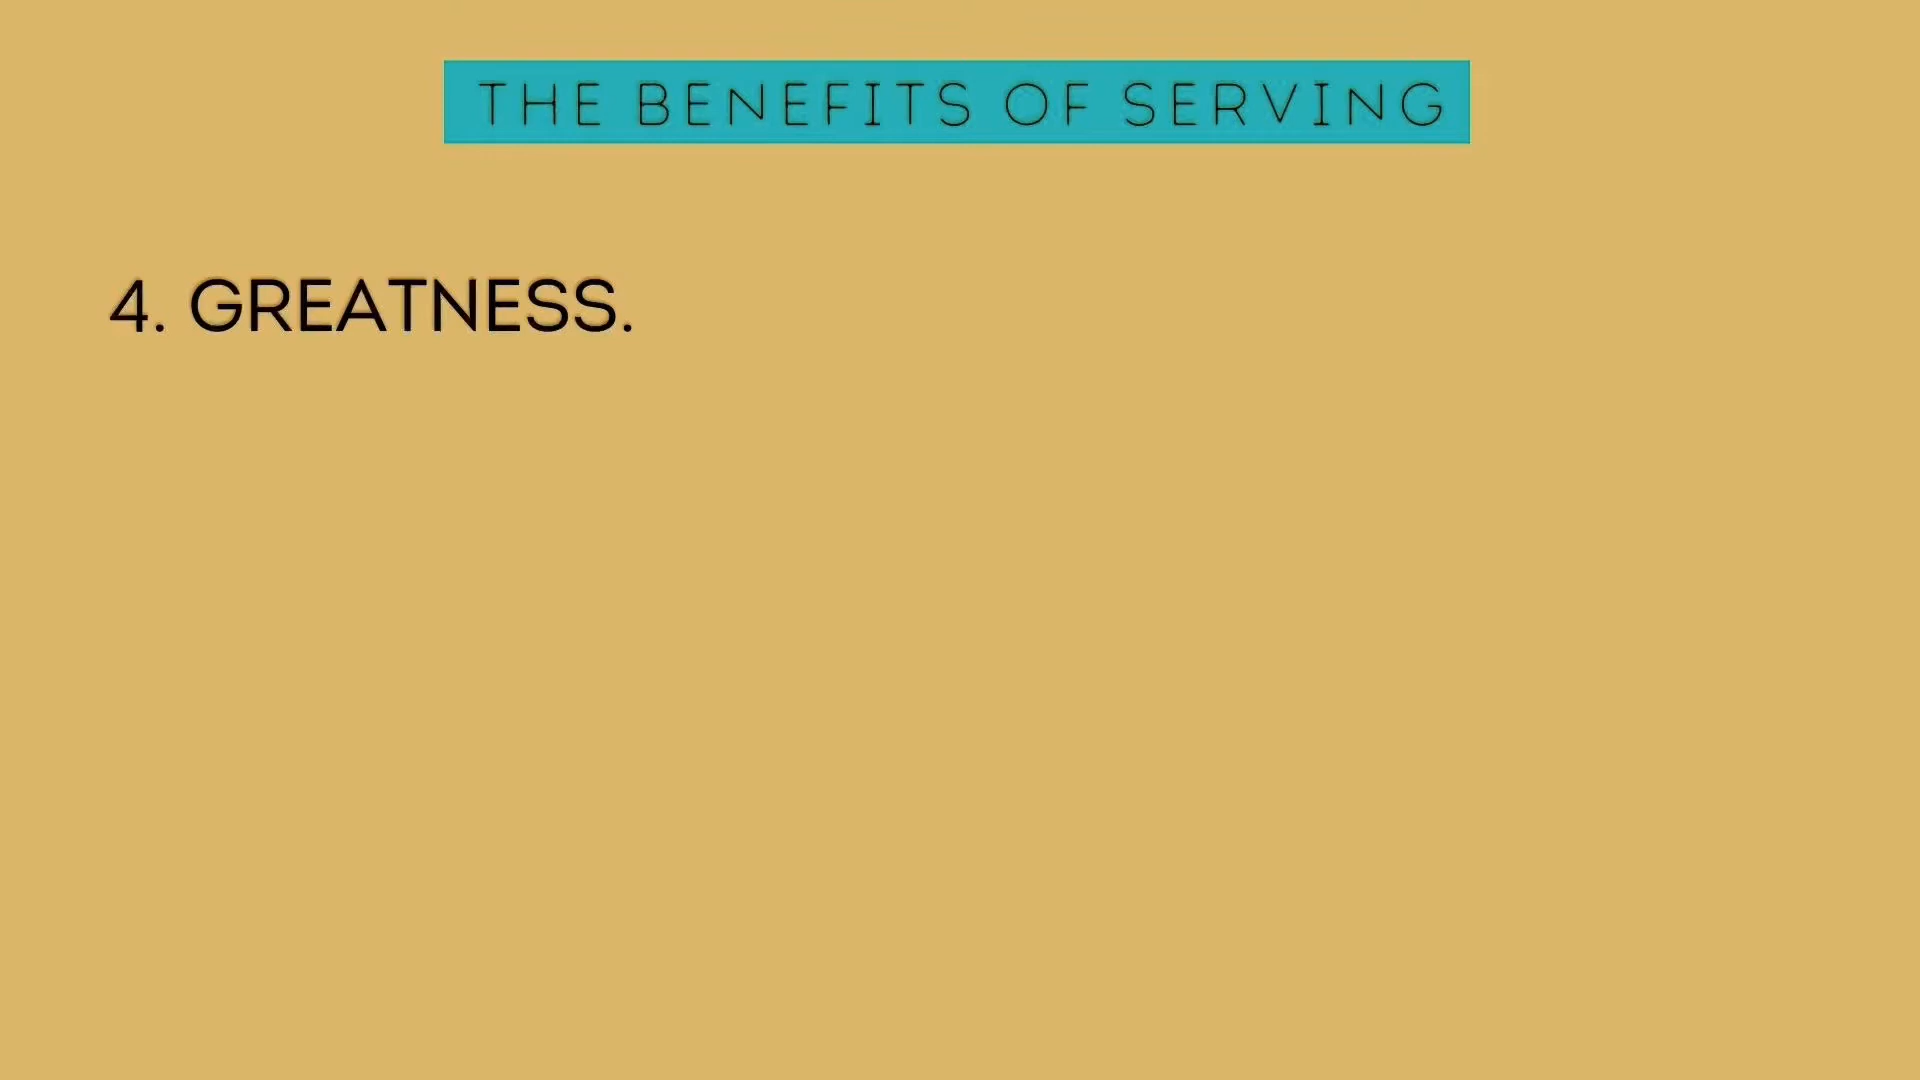 THE BENEFITS OF SERVING
4. GREATNESS.